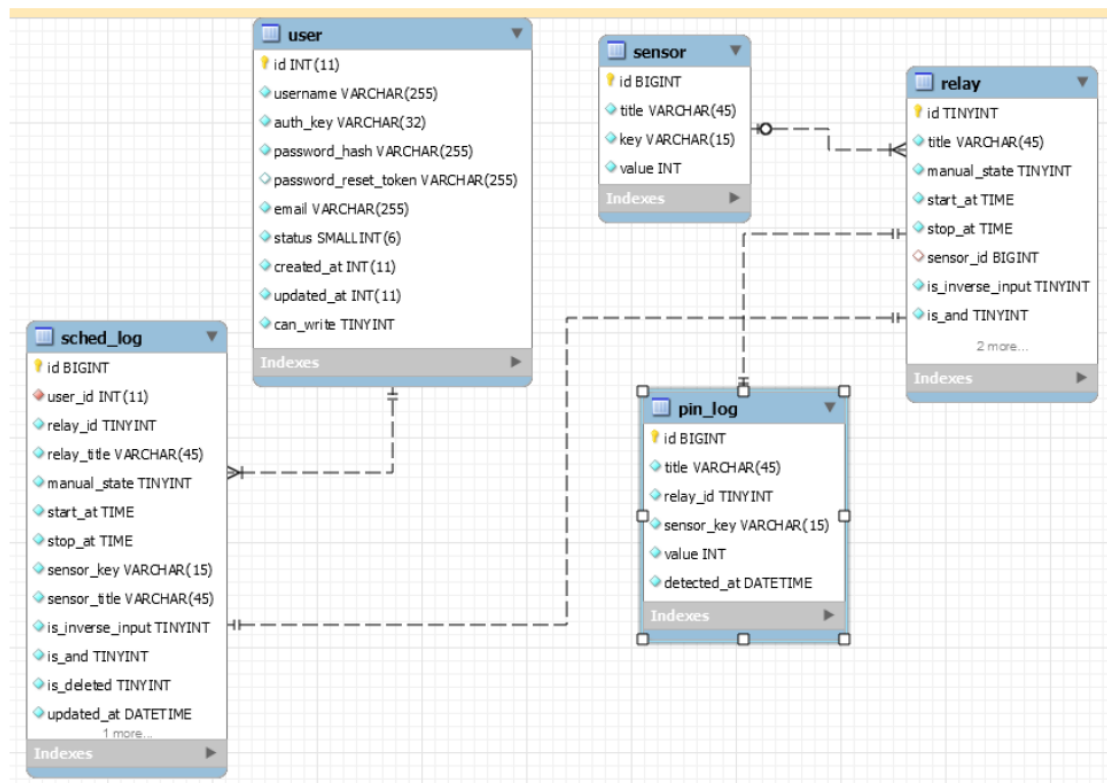 user
id INT(11)
username VARCHAR(255)
auth_key VARCHAR(32)
password_hash VARCHAR(255)
password_reset_token VARCHAR(255)
email VARCHAR(255)
status SMALLINT(6)
created_at INT(11)
updated_at INT(11)
can_write TINYINT
Indexes
sensor
id BIGINT
title VARCHAR(45)
key VARCHAR(15)
value INT
Indexes
relay
id TINYINT
title VARCHAR(45)
manual_state TINYINT
start_at TIME
stop_at TIME
sensor_id BIGINT
is_inverse_input TINYINT
is_and TINYINT
2 more...
Indexes
sched_log
id BIGINT
user_id INT(11)
relay_id TINYINT
relay_title VARCHAR(45)
manual_state TINYINT
start_at TIME
stop_at TIME
sensor_key VARCHAR(15)
sensor_title VARCHAR(45)
is_inverse_input TINYINT
is_and TINYINT
is_deleted TINYINT
updated_at DATETIME
1 more...
Indexes
pin_log
id BIGINT
title VARCHAR(45)
relay_id TINYINT
sensor_key VARCHAR(15)
value INT
detected_at DATETIME
Indexes